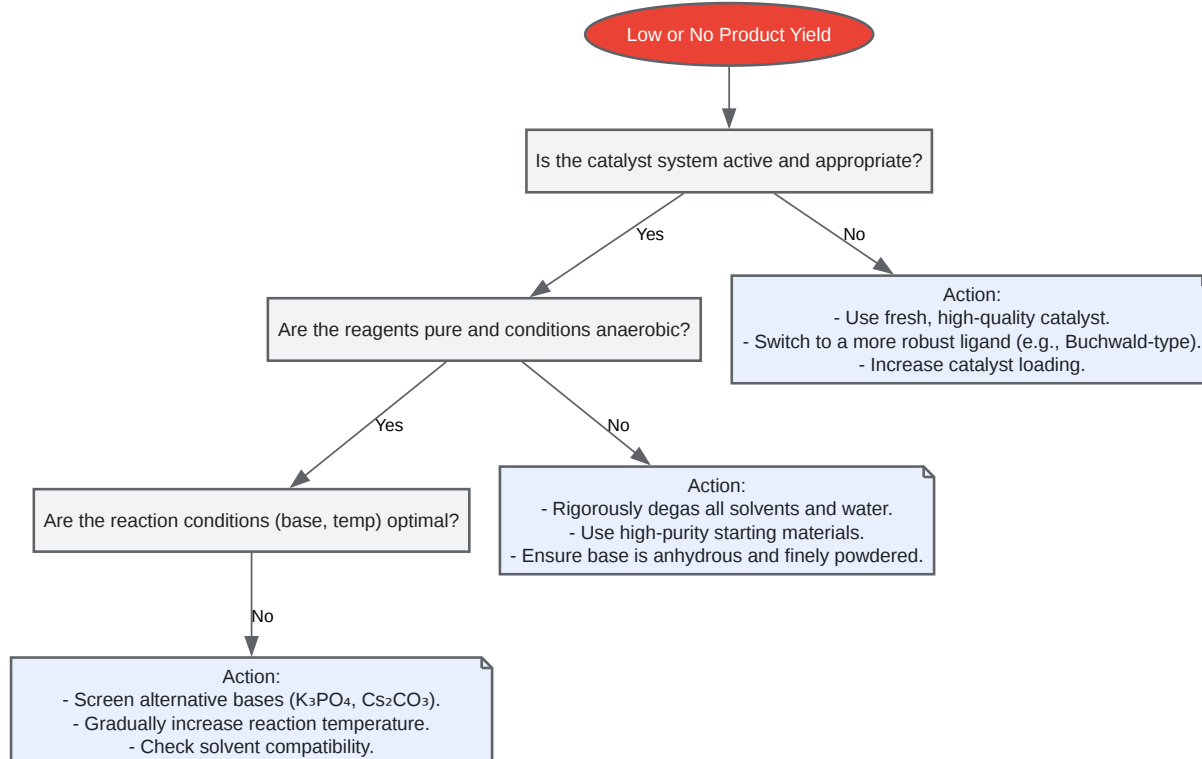 Low or No Product Yield
Is the catalyst system active and appropriate?
Yes
No
Action:
- Use fresh, high-quality catalyst.
- Switch to a more robust ligand (e.g., Buchwald-type).
- Increase catalyst loading.
Are the reagents pure and conditions anaerobic?
Yes
No
Action:
- Rigorously degas all solvents and water.
- Use high-purity starting materials.
- Ensure base is anhydrous and finely powdered.
Are the reaction conditions (base, temp) optimal?
No
Action:
- Screen alternative bases (K₃PO₄, Cs₂CO₃).
- Gradually increase reaction temperature.
- Check solvent compatibility.